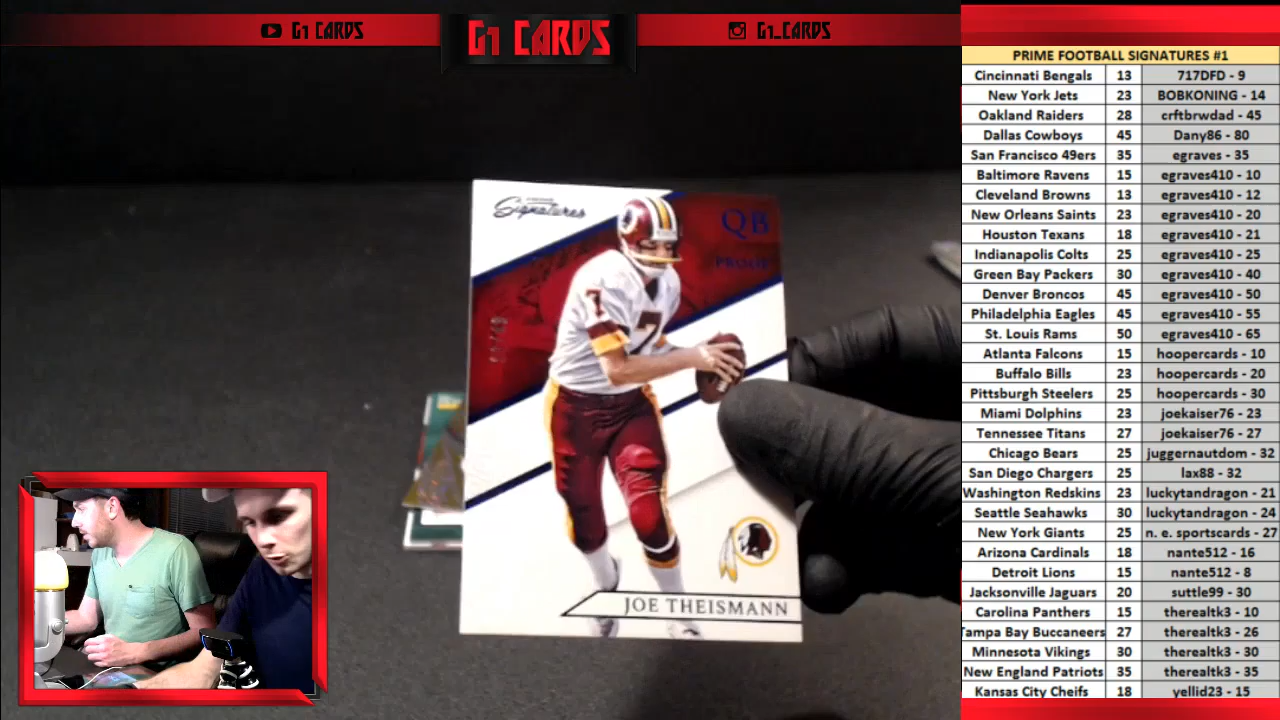 G1 CARDS
G1 CARDS
G1_CARDS
PRIME FOOTBALL SIGNATURES #1
Cincinnati Bengals 13 717DFD - 9
New York Jets 23 BOBKONING - 14
Oakland Raiders 28 crftbrwdad - 45
Dallas Cowboys 45 Dany86 - 80
San Francisco 49ers 35 egraves - 35
Baltimore Ravens 15 egraves410 - 10
Cleveland Browns 13 egraves410 - 12
New Orleans Saints 23 egraves410 - 20
Houston Texans 18 egraves410 - 21
Indianapolis Colts 25 egraves410 - 25
Green Bay Packers 30 egraves410 - 40
Denver Broncos 45 egraves410 - 50
Philadelphia Eagles 45 egraves410 - 55
St. Louis Rams 50 egraves410 - 65
Atlanta Falcons 15 hoopercards - 10
Buffalo Bills 23 hoopercards - 20
Pittsburgh Steelers 25 hoopercards - 30
Miami Dolphins 23 joekaiser76 - 23
Tennessee Titans 27 joekaiser76 - 27
Chicago Bears 25 juggernautdom - 32
San Diego Chargers 25 lax88 - 32
Washington Redskins 23 luckytandragon - 21
Seattle Seahawks 30 luckytandragon - 24
New York Giants 25 n. e. sportscards - 27
Arizona Cardinals 18 nante512 - 16
Detroit Lions 15 nante512 - 8
Jacksonville Jaguars 20 suttle99 - 30
Carolina Panthers 15 therealtk3 - 10
Tampa Bay Buccaneers 27 therealtk3 - 26
Minnesota Vikings 30 therealtk3 - 30
New England Patriots 35 therealtk3 - 35
Kansas City Cheifs 18 yellid23 - 15
Signatures
QB
PROOF
7
7
JOE THEISMANN